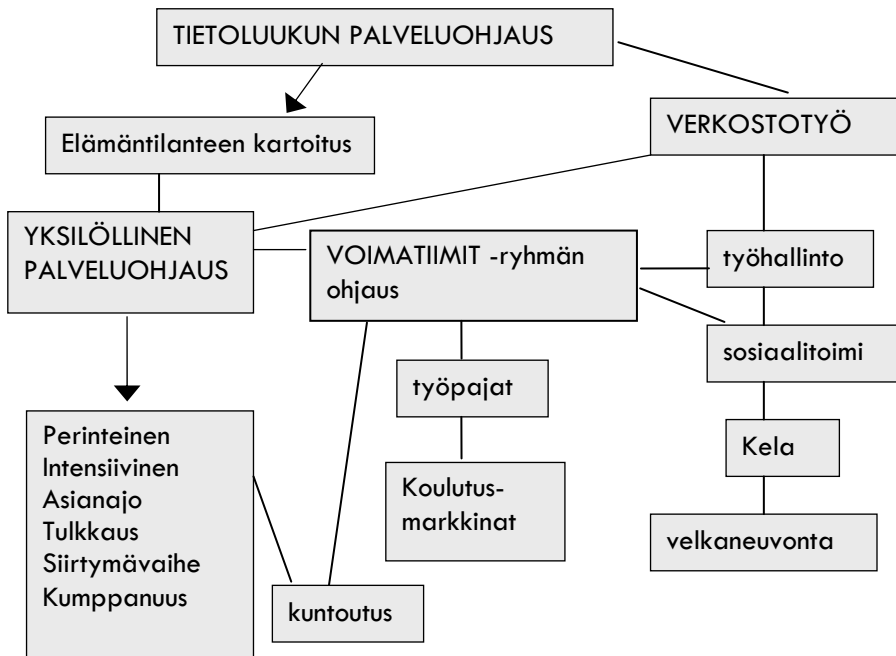 TIETOLUUKUN PALVELUOHJAUS
VERKOSTOTYÖ
Elämäntilanteen kartoitus
YKSILÖLLINEN
PALVELUOHJAUS
VOIMATIIMIT -ryhmän
ohjaus
työhallinto
sosiaalitoimi
työpajat
Kela
Koulutus-
markkinat
velkaneuvonta
Perinteinen
Intensiivinen
Asianajo
Tulkkaus
Siirtymävaihe
Kumppanuus
kuntoutus